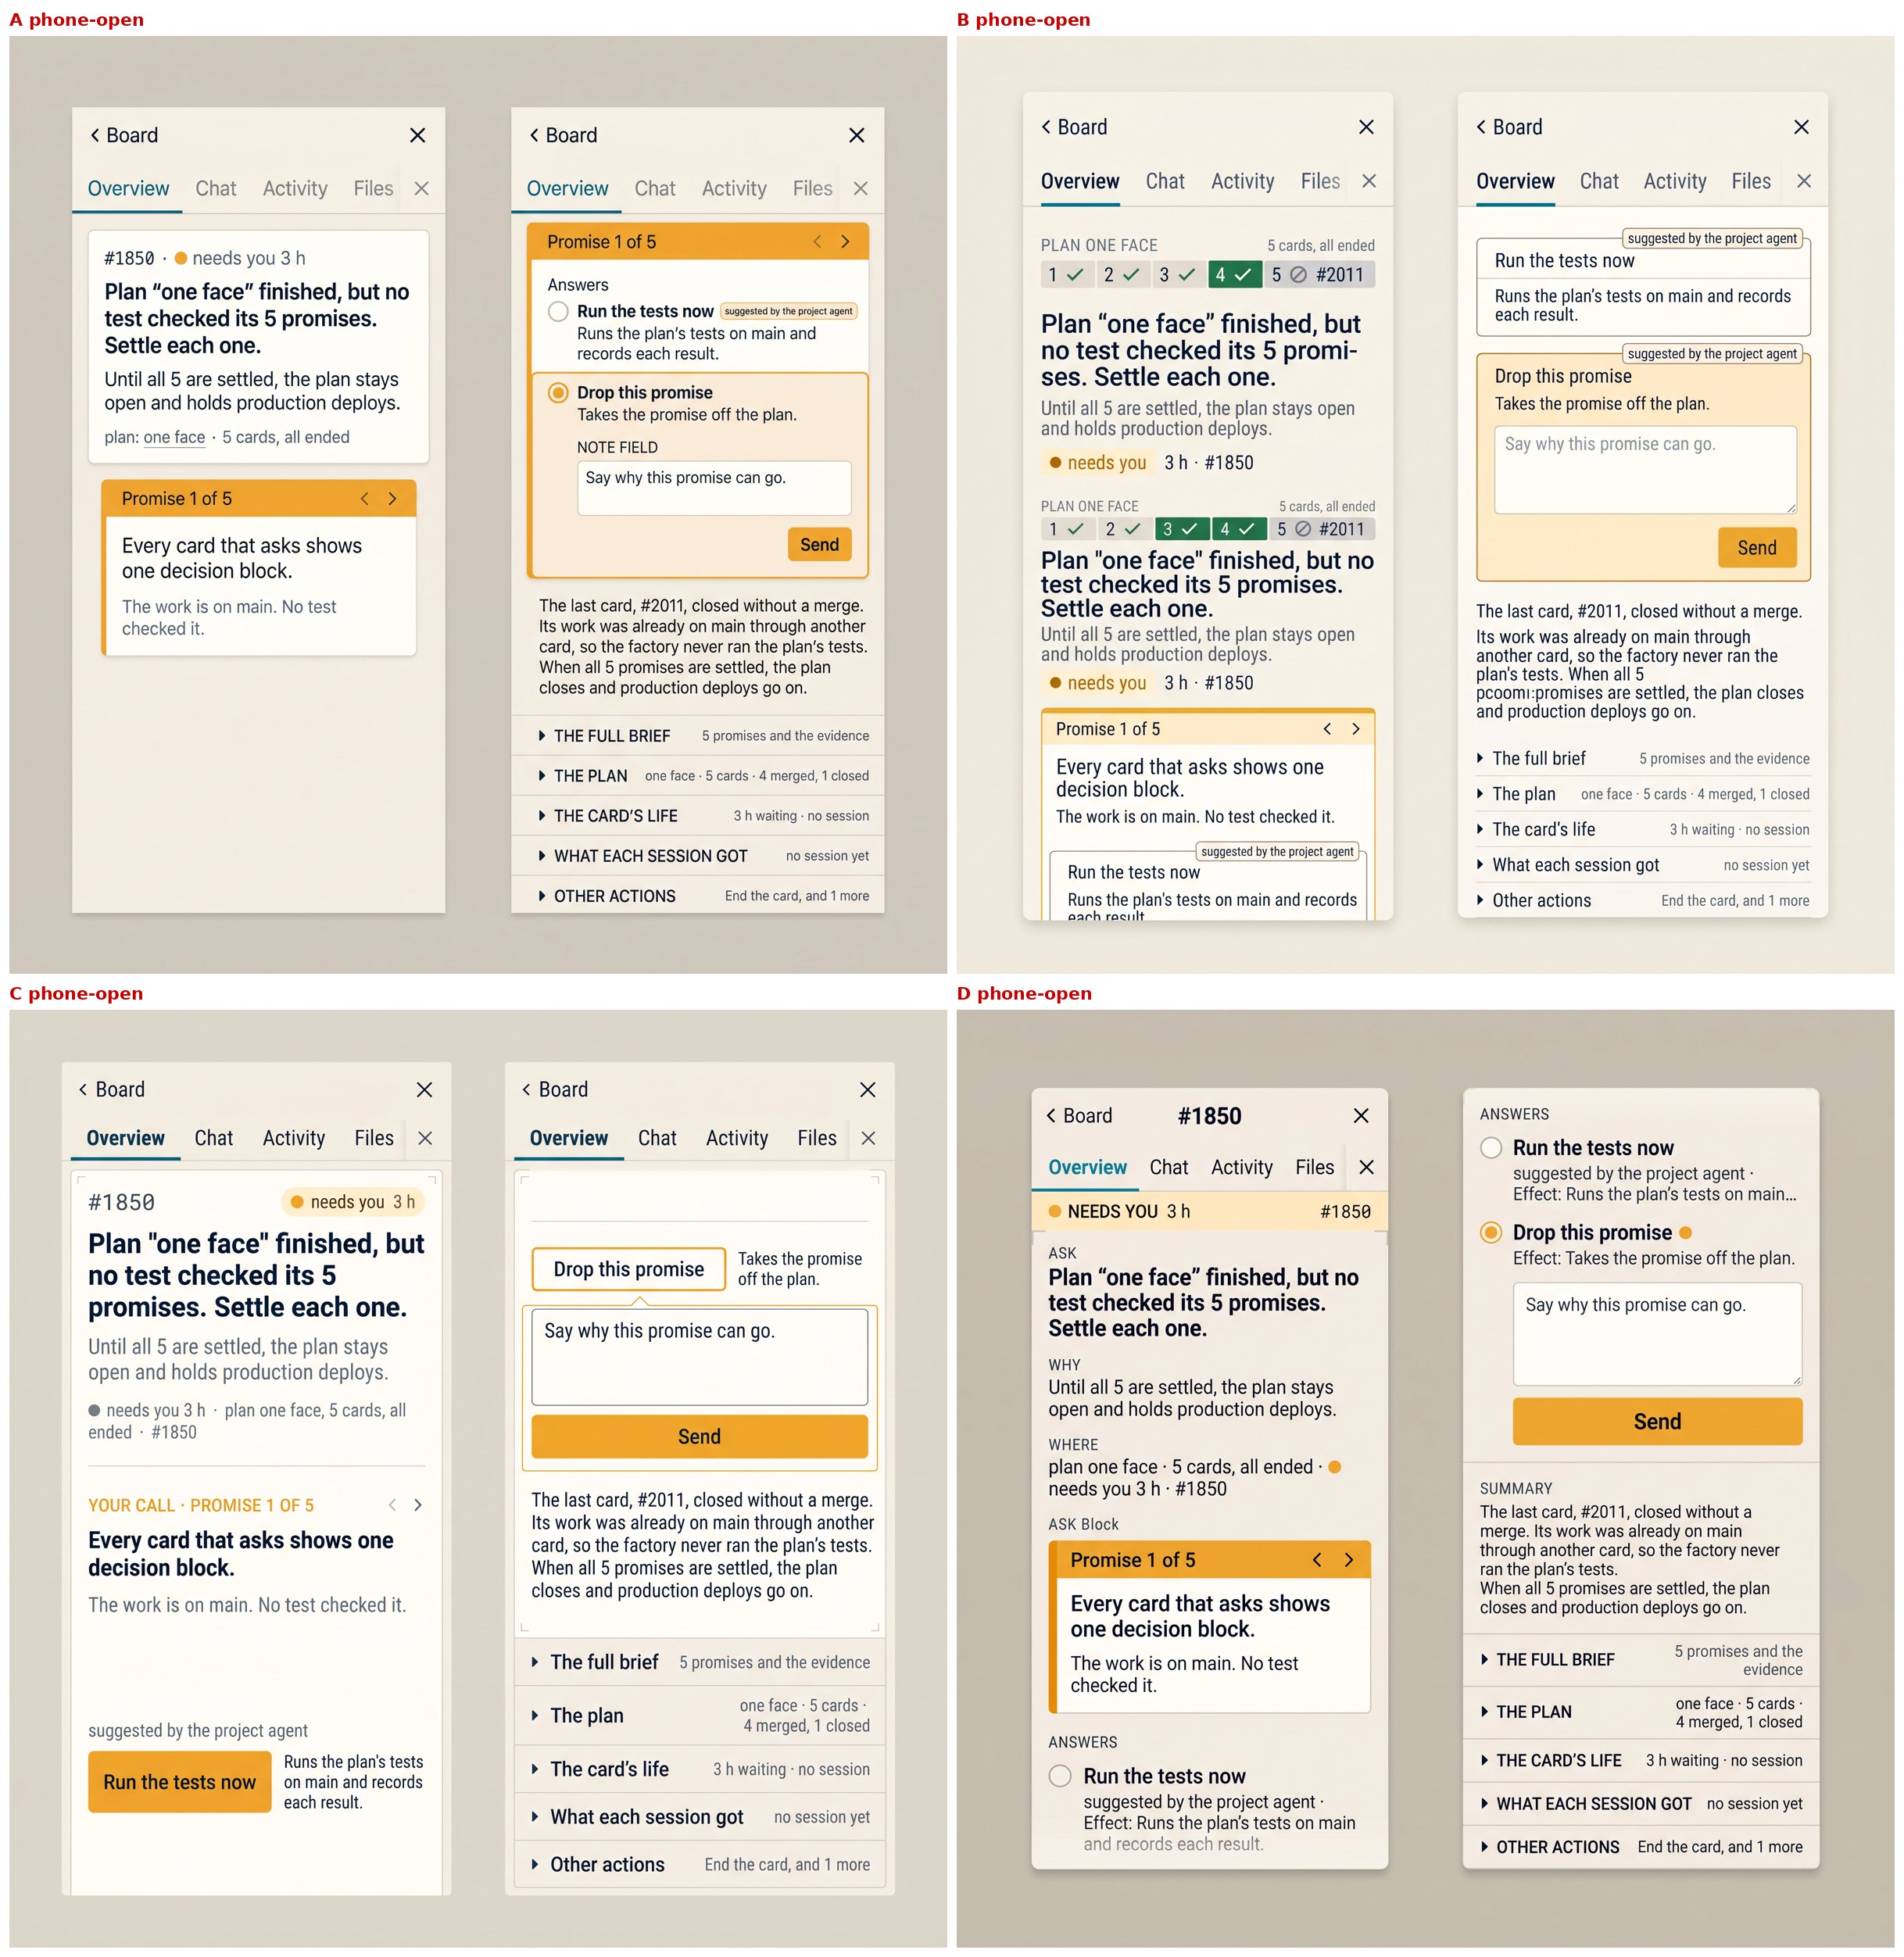 A phone-open
< Board ×
Overview Chat Activity Files ×
#1850 · needs you 3 h
Plan “one face” finished, but no
test checked its 5 promises.
Settle each one.
Until all 5 are settled, the plan stays
open and holds production deploys.
plan: one face · 5 cards, all ended
Promise 1 of 5 < >
Every card that asks shows
one decision block.
The work is on main. No test
checked it.
< Board ×
Overview Chat Activity Files ×
Promise 1 of 5 < >
Answers
Run the tests now suggested by the project agent
Runs the plan’s tests on main and
records each result.
Drop this promise
Takes the promise off the plan.
NOTE FIELD
Say why this promise can go.
Send
The last card, #2011, closed without a merge.
Its work was already on main through another
card, so the factory never ran the plan’s tests.
When all 5 promises are settled, the plan
closes and production deploys go on.
THE FULL BRIEF 5 promises and the evidence
THE PLAN one face · 5 cards · 4 merged, 1 closed
THE CARD’S LIFE 3 h waiting · no session
WHAT EACH SESSION GOT no session yet
OTHER ACTIONS End the card, and 1 more
B phone-open
< Board ×
Overview Chat Activity Files ×
PLAN ONE FACE 5 cards, all ended
1 ✓ 2 ✓ 3 ✓ 4 ✓ 5 ⊘ #2011
Plan “one face” finished, but
no test checked its 5 promi-
ses. Settle each one.
Until all 5 are settled, the plan stays open
and holds production deploys.
needs you 3 h · #1850
PLAN ONE FACE 5 cards, all ended
1 ✓ 2 ✓ 3 ✓ 4 ✓ 5 ⊘ #2011
Plan "one face" finished, but no
test checked its 5 promises.
Settle each one.
Until all 5 are settled, the plan stays open
and holds production deploys.
needs you 3 h · #1850
Promise 1 of 5 < >
Every card that asks shows one
decision block.
The work is on main. No test checked it.
suggested by the project agent
Run the tests now
Runs the plan's tests on main and records
each result
< Board ×
Overview Chat Activity Files ×
suggested by the project agent
Run the tests now
Runs the plan’s tests on main and records
each result.
suggested by the project agent
Drop this promise
Takes the promise off the plan.
Say why this promise can go.
Send
The last card, #2011, closed without a merge.
Its work was already on main through
another card, so the factory never ran the
plan's tests. When all 5
pcoomı:promises are settled, the plan closes
and production deploys go on.
The full brief 5 promises and the evidence
The plan one face · 5 cards · 4 merged, 1 closed
The card's life 3 h waiting · no session
What each session got no session yet
Other actions End the card, and 1 more
C phone-open
< Board ×
Overview Chat Activity Files ×
#1850 needs you 3 h
Plan "one face" finished, but
no test checked its 5
promises. Settle each one.
Until all 5 are settled, the plan stays
open and holds production deploys.
needs you 3 h · plan one face, 5 cards, all
ended · #1850
YOUR CALL · PROMISE 1 OF 5 < >
Every card that asks shows one
decision block.
The work is on main. No test checked it.
suggested by the project agent
Run the tests now
Runs the plan's tests
on main and records
each result.
< Board ×
Overview Chat Activity Files ×
Drop this promise
Takes the promise
off the plan.
Say why this promise can go.
Send
The last card, #2011, closed without a merge.
Its work was already on main through another
card, so the factory never ran the plan’s tests.
When all 5 promises are settled, the plan
closes and production deploys go on.
The full brief 5 promises and the evidence
The plan one face · 5 cards ·
4 merged, 1 closed
The card’s life 3 h waiting · no session
What each session got no session yet
Other actions End the card, and 1 more
D phone-open
< Board #1850 ×
Overview Chat Activity Files ×
NEEDS YOU 3 h #1850
ASK
Plan “one face” finished, but no
test checked its 5 promises.
Settle each one.
WHY
Until all 5 are settled, the plan stays
open and holds production deploys.
WHERE
plan one face · 5 cards, all ended ·
needs you 3 h · #1850
ASK Block
Promise 1 of 5 < >
Every card that asks shows
one decision block.
The work is on main. No test
checked it.
ANSWERS
Run the tests now
suggested by the project agent ·
Effect: Runs the plan’s tests on main
and records each result.
ANSWERS
Run the tests now
suggested by the project agent ·
Effect: Runs the plan’s tests on main...
Drop this promise
Effect: Takes the promise off the plan.
Say why this promise can go.
Send
SUMMARY
The last card, #2011, closed without a
merge. Its work was already on main
through another card, so the factory never
ran the plan’s tests.
When all 5 promises are settled, the plan
closes and production deploys go on.
THE FULL BRIEF 5 promises and the
evidence
THE PLAN one face · 5 cards ·
4 merged, 1 closed
THE CARD’S LIFE 3 h waiting · no session
WHAT EACH SESSION GOT no session yet
OTHER ACTIONS End the card, and 1 more